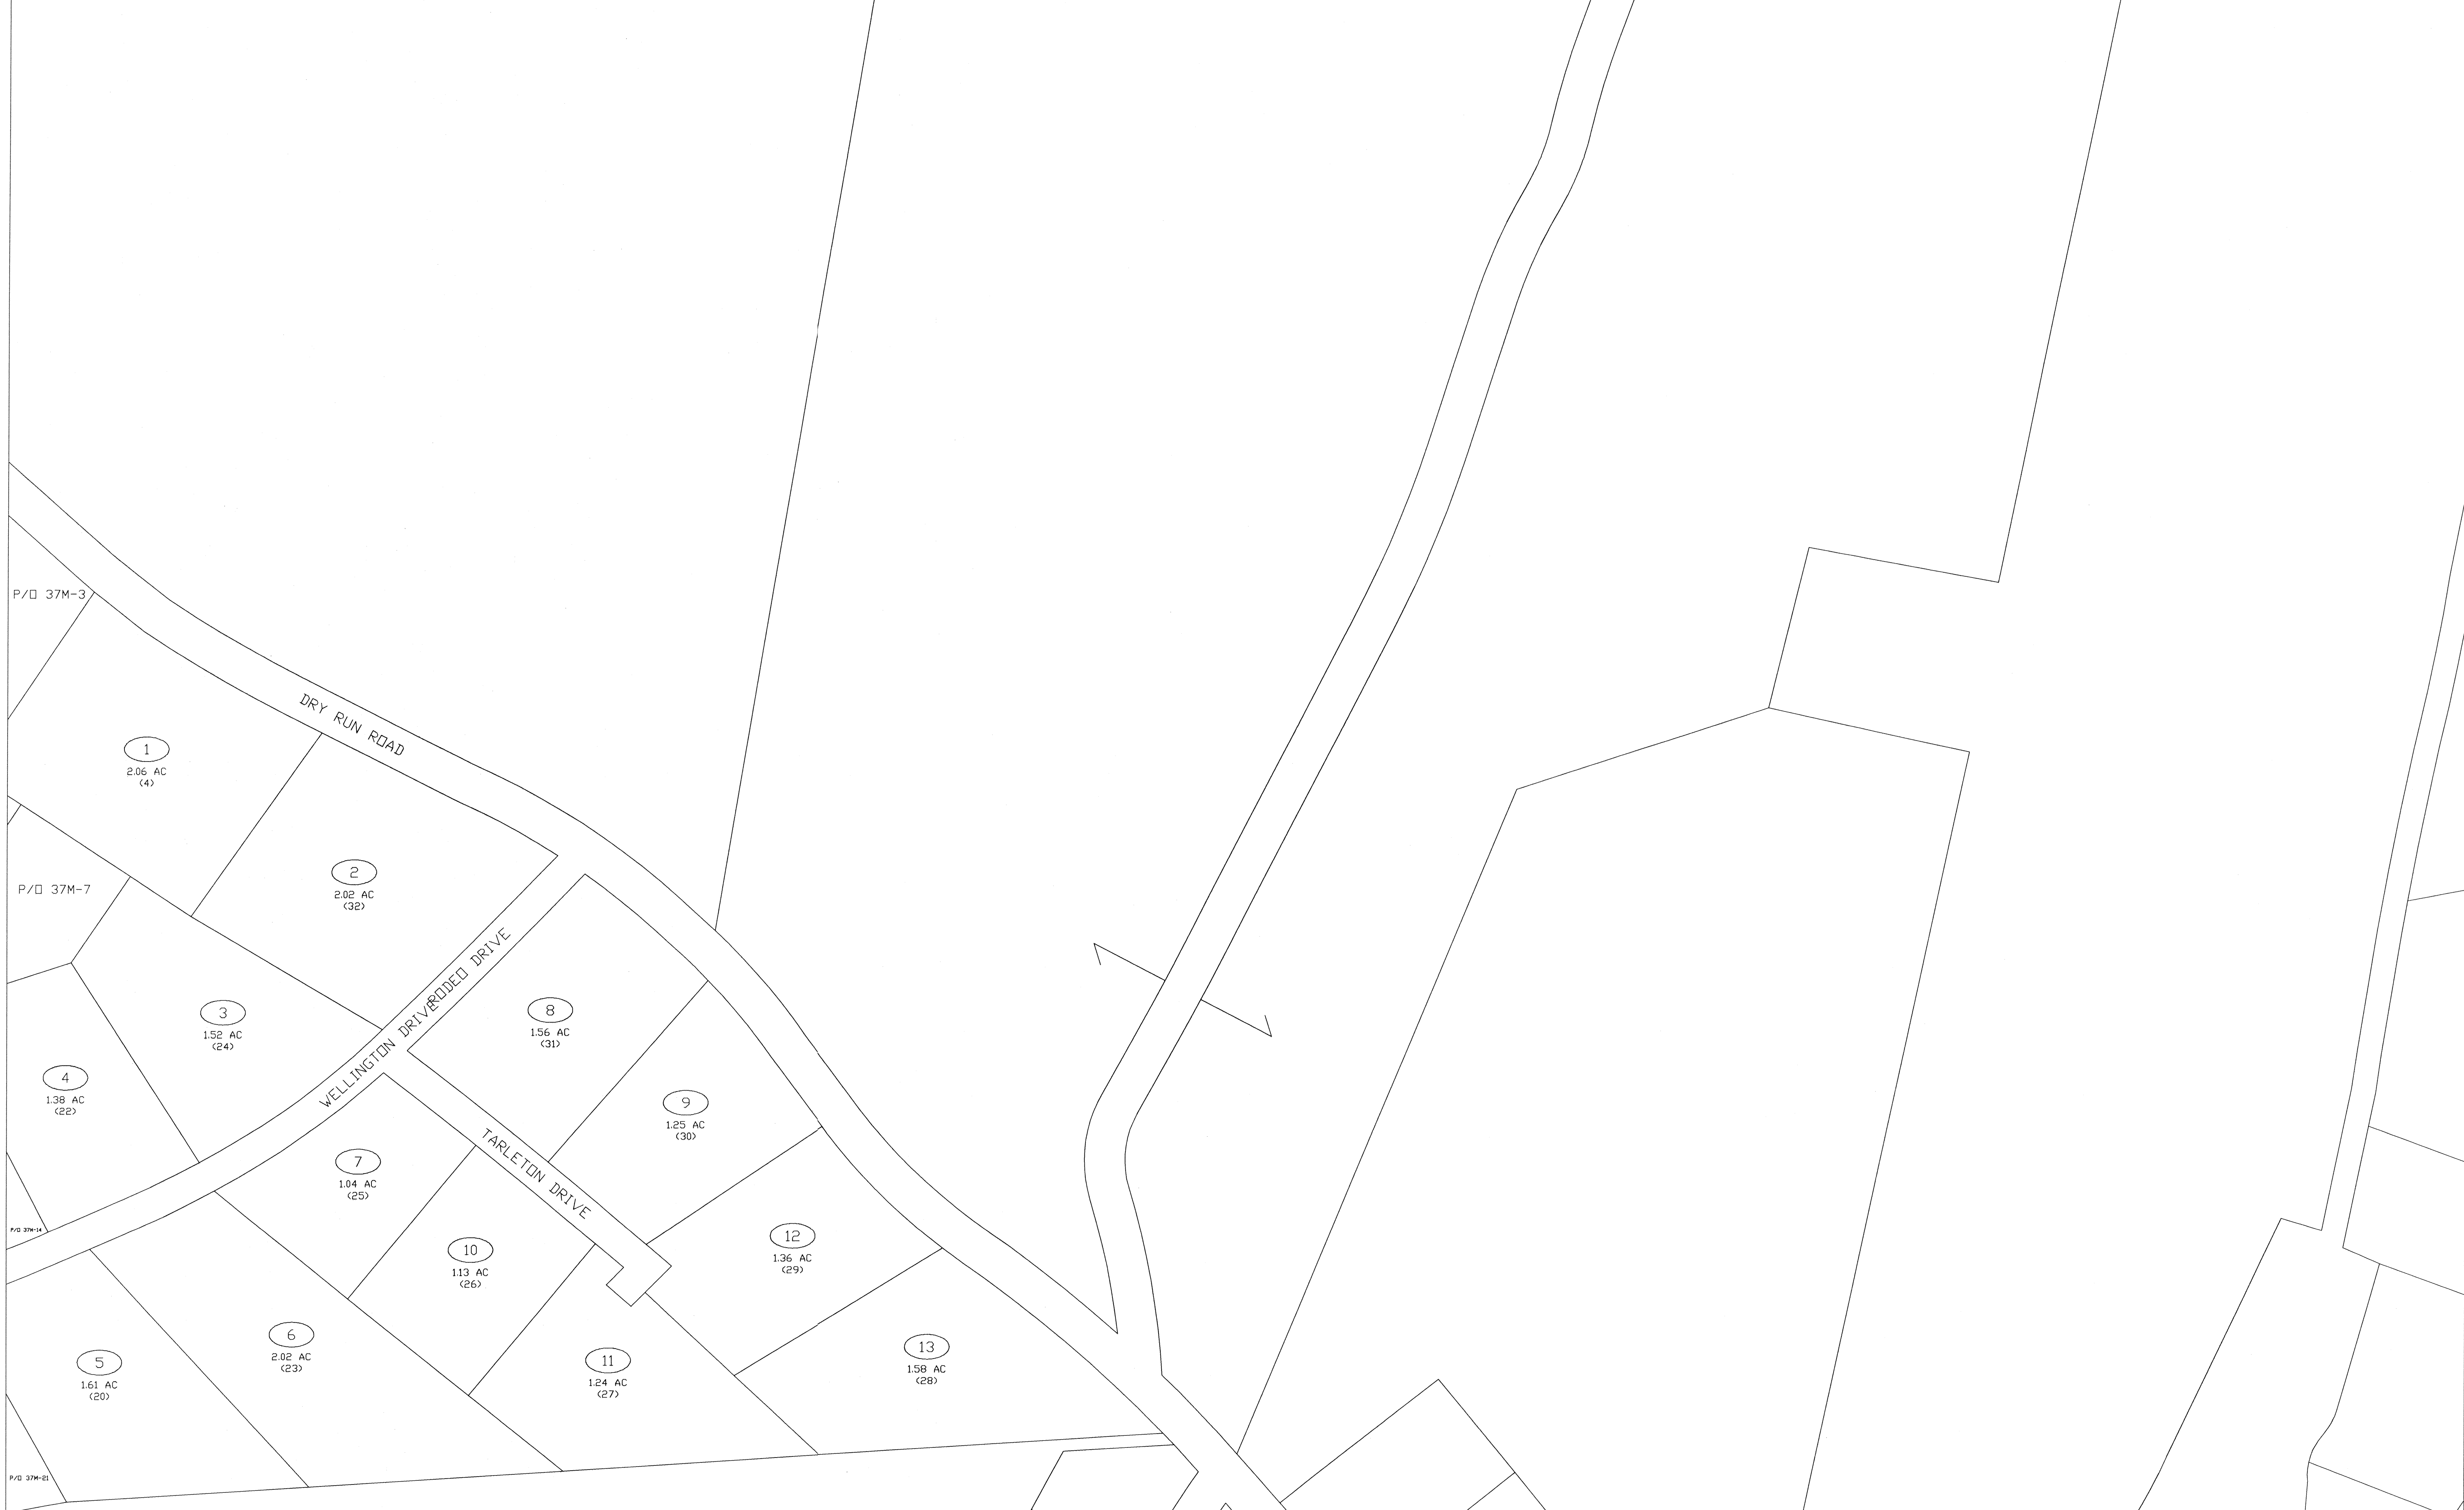 P/O 37M-3
DRY RUN ROAD
1
2.06 AC
(4)
2
2.02 AC
(32)
P/O 37M-7
RODEO DRIVE
WELLINGTON DRIVE
3
1.52 AC
(24)
8
1.56 AC
(31)
4
1.38 AC
(22)
9
1.25 AC
(30)
7
1.04 AC
(25)
TARLETON DRIVE
P/O 37M-14
10
1.13 AC
(26)
12
1.36 AC
(29)
6
2.02 AC
(23)
5
1.61 AC
(20)
11
1.24 AC
(27)
13
1.58 AC
(28)
P/O 37M-21